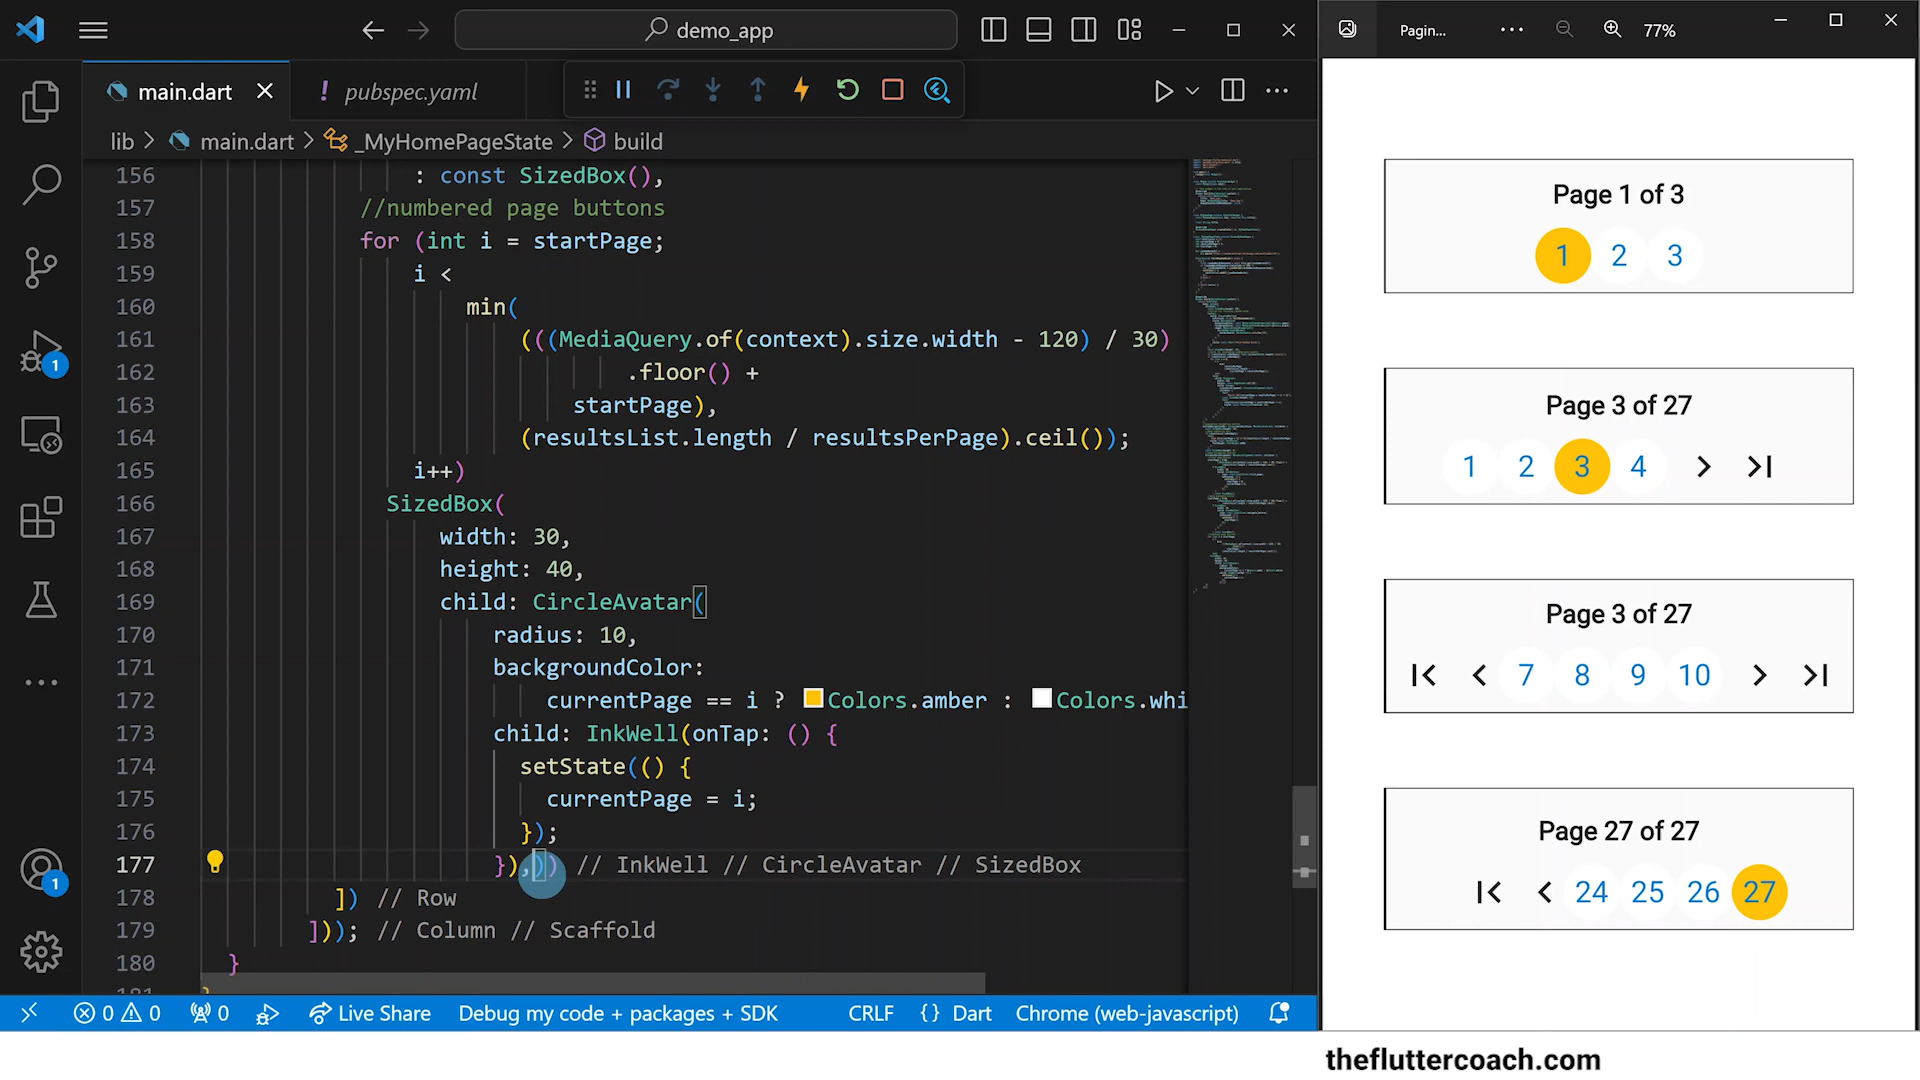 demo_app
main.dart
! pubspec.yaml
lib > main.dart > _MyHomePageState > build
156 : const SizedBox(),
157 //numbered page buttons
158 for (int i = startPage;
159 i <
160 min(
161 (((MediaQuery.of(context).size.width - 120) / 30)
162 .floor() +
163 startPage),
164 (resultsList.length / resultsPerPage).ceil());
165 i++)
166 SizedBox(
167 width: 30,
168 height: 40,
169 child: CircleAvatar(
170 radius: 10,
171 backgroundColor:
172 currentPage == i ? Colors.amber : Colors.whi
173 child: InkWell(onTap: () {
174 setState(() {
175 currentPage = i;
176 });
177 }),)) // InkWell // CircleAvatar // SizedBox
178 ]) // Row
179 ])); // Column // Scaffold
180 }
181 }
1
1
0 0 0 Live Share Debug my code + packages + SDK CRLF {} Dart Chrome (web-javascript)
Pagin... ... 77%
Page 1 of 3
1 2 3
Page 3 of 27
1 2 3 4 > >|
Page 3 of 27
|< < 7 8 9 10 > >|
Page 27 of 27
|< < 24 25 26 27
thefluttercoach.com